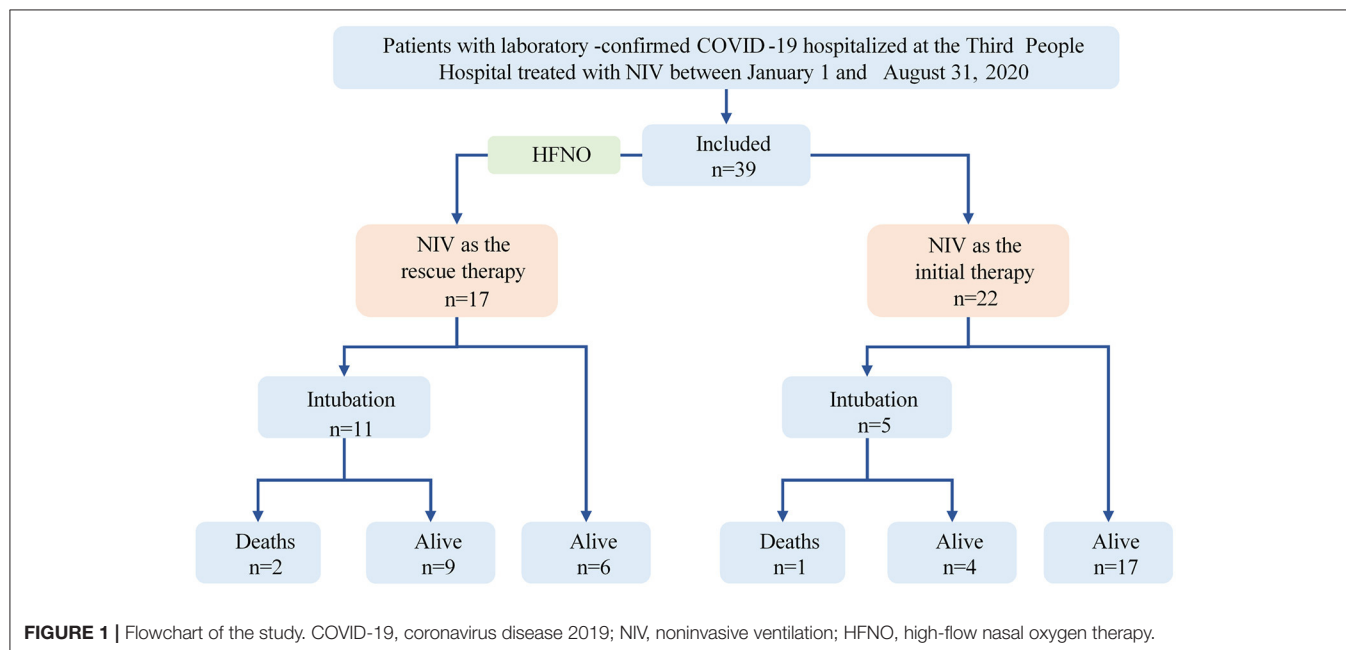 Patients with laboratory -confirmed COVID -19 hospitalized at the Third People
Hospital treated with NIV between January 1 and August 31, 2020
HFNO
Included
n=39
NIV as the
rescue therapy
n=17
NIV as the
initial therapy
n=22
Intubation
n=11
Intubation
n=5
Deaths
n=2
Alive
n=9
Alive
n=6
Deaths
n=1
Alive
n=4
Alive
n=17
FIGURE 1 | Flowchart of the study. COVID-19, coronavirus disease 2019; NIV, noninvasive ventilation; HFNO, high-flow nasal oxygen therapy.